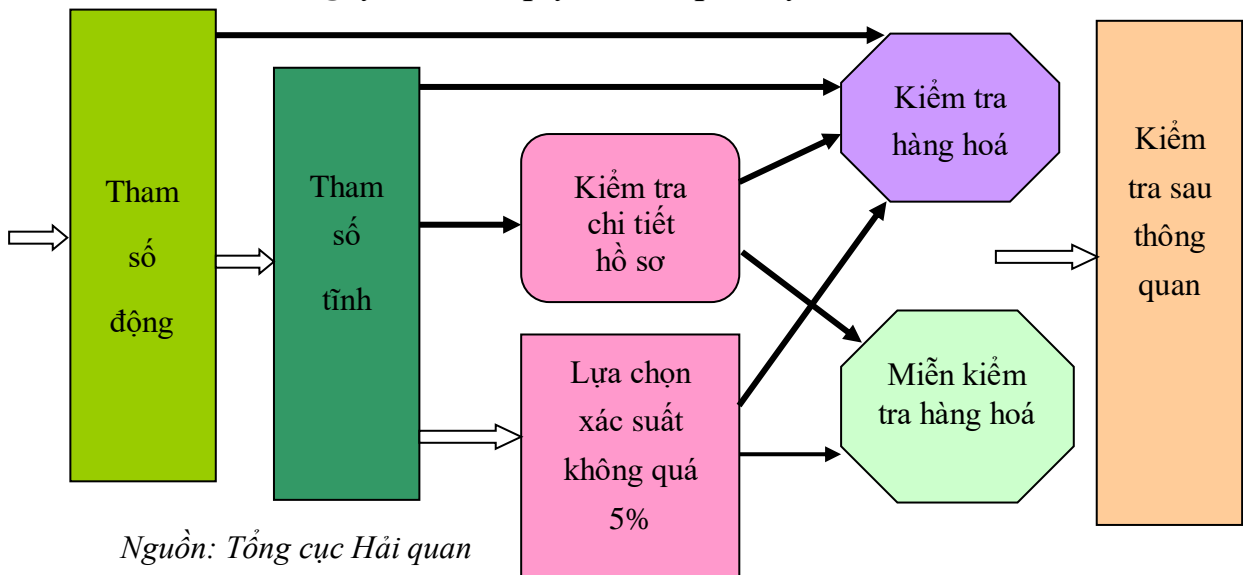 Tham
số
động
Tham
số
tĩnh
Kiểm tra
chi tiết
hồ sơ
Lựa chọn
xác suất
không quá
5%
Kiểm tra
hàng hoá
Miễn kiểm
tra hàng hoá
Kiểm
tra sau
thông
quan
Nguồn: Tổng cục Hải quan